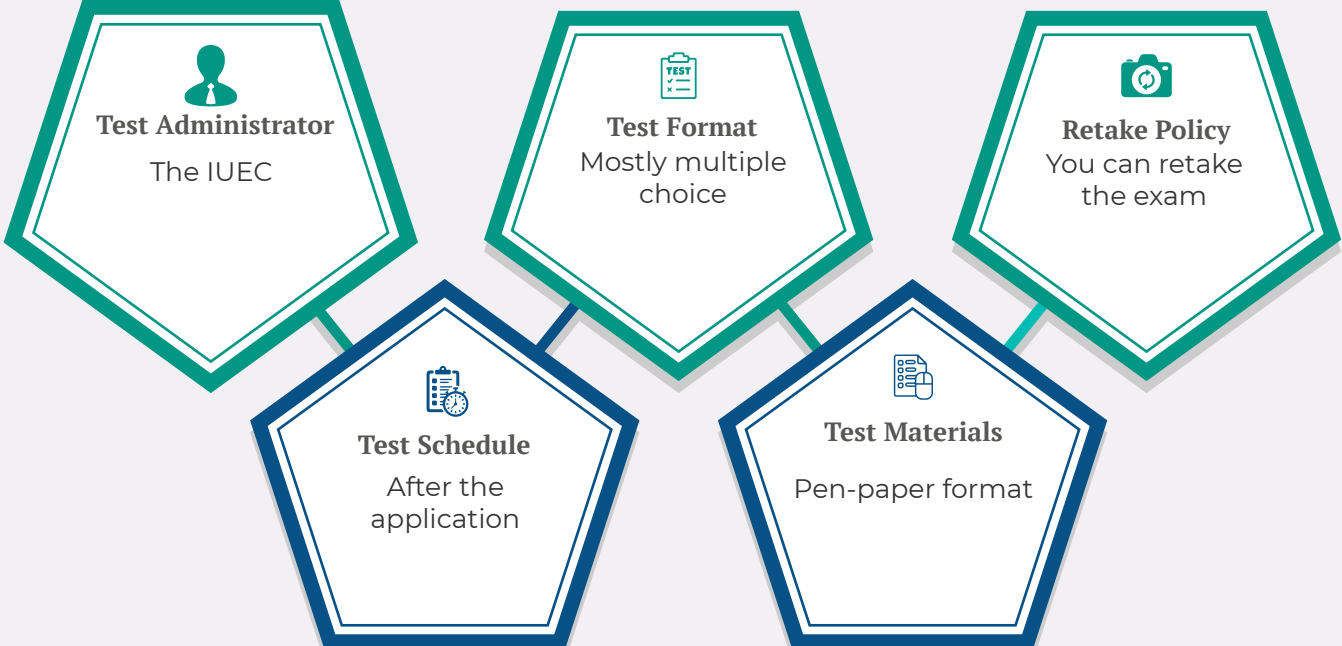 Test Administrator
The IUEC
TEST
Test Format
Mostly multiple
choice
Retake Policy
You can retake
the exam
Test Schedule
After the
application
Test Materials
Pen-paper format